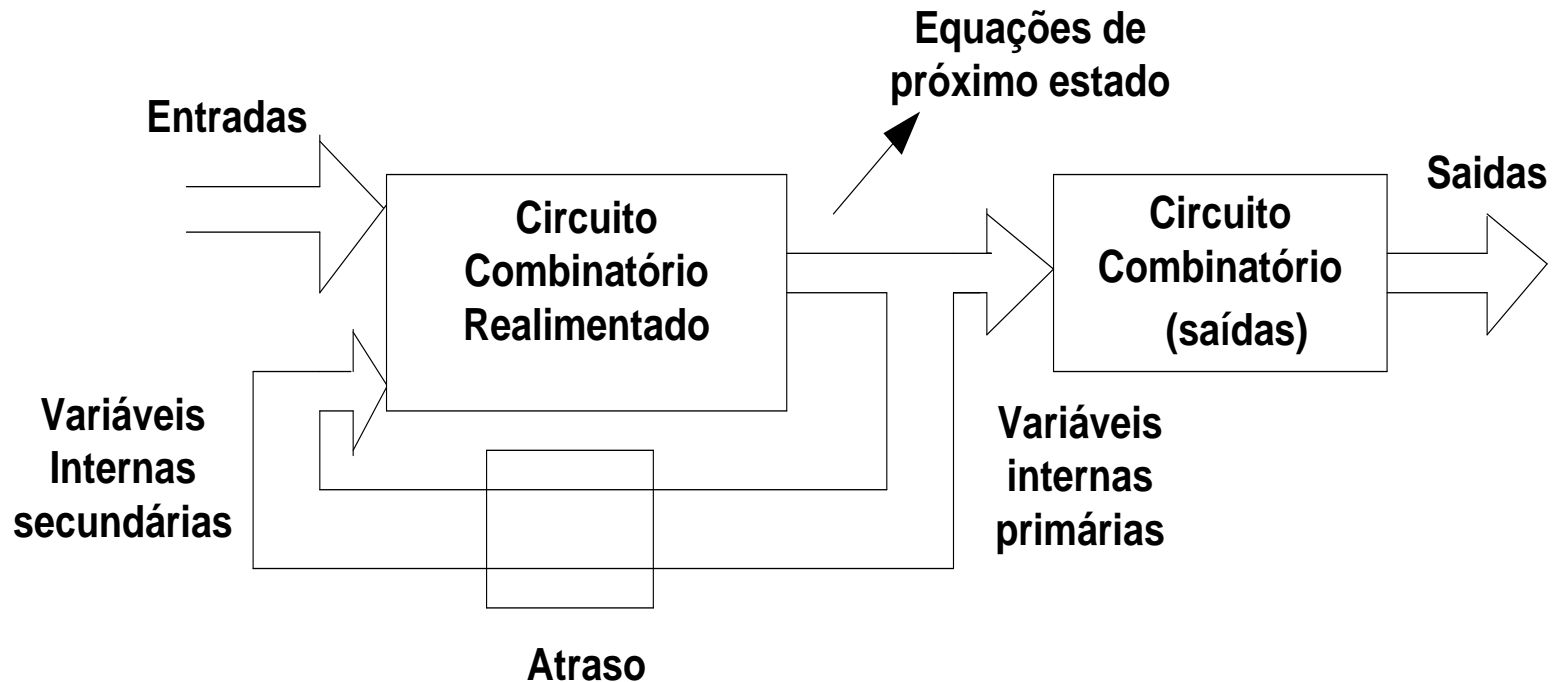 Equações de
próximo estado
Entradas
Saidas
Circuito
Combinatório
Realimentado
Circuito
Combinatório
(saídas)
Variáveis
Internas
secundárias
Variáveis
internas
primárias
Atraso